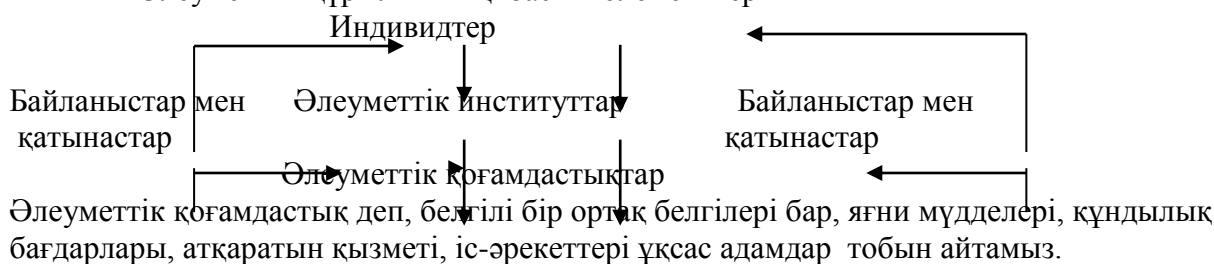 Индивидтер
Байланыстар мен Әлеуметтік институттар Байланыстар мен
қатынастар қатынастар
Әлеуметтік қоғамдастықтар
Әлеуметтік қоғамдастық деп, белгілі бір ортақ белгілері бар, яғни мүдделері, құндылық
бағдарлары, атқаратын қызметі, іс-әрекеттері ұқсас адамдар тобын айтамыз.